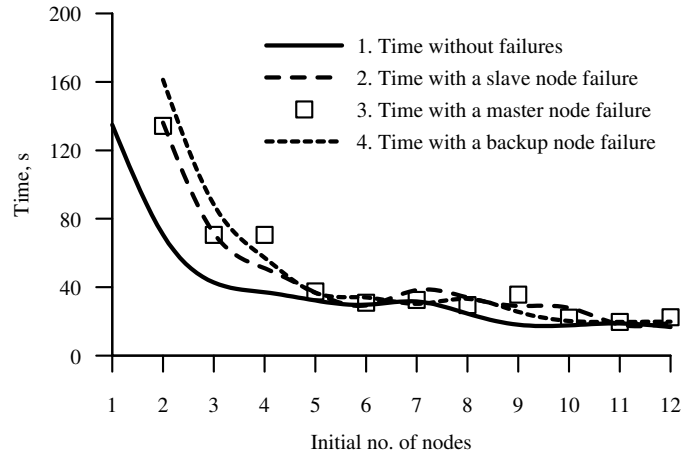 200
160
120
80
40
0
Time, s
1. Time without failures
2. Time with a slave node failure
3. Time with a master node failure
4. Time with a backup node failure
1 2 3 4 5 6 7 8 9 10 11 12
Initial no. of nodes